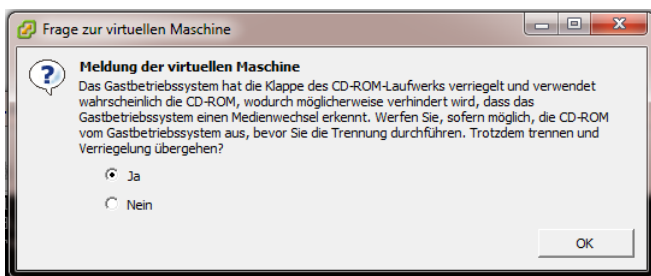 Frage zur virtuellen Maschine
Meldung der virtuellen Maschine
Das Gastbetriebssystem hat die Klappe des CD-ROM-Laufwerks verriegelt und verwendet
wahrscheinlich die CD-ROM, wodurch möglicherweise verhindert wird, dass das
Gastbetriebssystem einen Medienwechsel erkennt. Werfen Sie, sofern möglich, die CD-ROM
vom Gastbetriebssystem aus, bevor Sie die Trennung durchführen. Trotzdem trennen und
Verriegelung übergehen?
Ja
Nein
OK